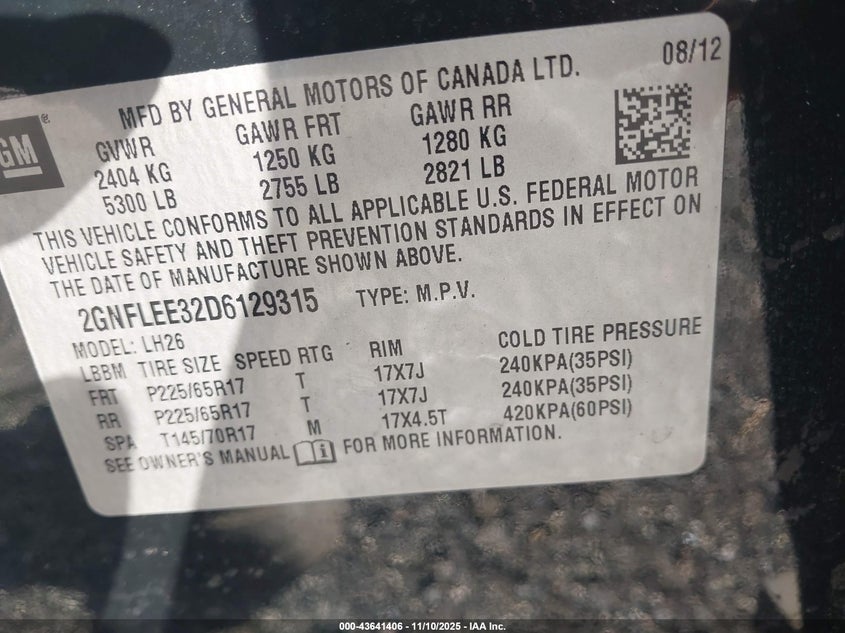 08/12
MFD BY GENERAL MOTORS OF CANADA LTD.
GM®
GVWR GAWR FRT GAWR RR
2404 KG 1250 KG 1280 KG
5300 LB 2755 LB 2821 LB
THIS VEHICLE CONFORMS TO ALL APPLICABLE U.S. FEDERAL MOTOR
VEHICLE SAFETY AND THEFT PREVENTION STANDARDS IN EFFECT ON
THE DATE OF MANUFACTURE SHOWN ABOVE.
2GNFLEE32D6129315 TYPE: M.P.V.
MODEL: LH26
LBBM TIRE SIZE SPEED RTG RIM COLD TIRE PRESSURE
FRT P225/65R17 T 17X7J 240KPA(35PSI)
RR P225/65R17 T 17X7J 240KPA(35PSI)
SPA T145/70R17 M 17X4.5T 420KPA(60PSI)
SEE OWNER'S MANUAL i FOR MORE INFORMATION.
000-43641406 - 11/10/2025 - IAA Inc.